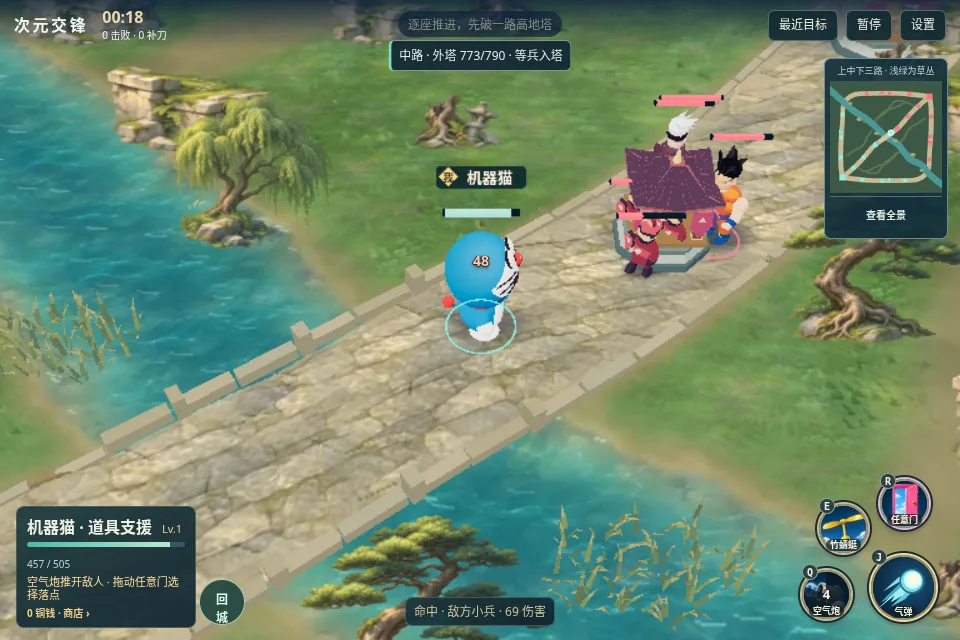 次元交锋
00:18
0 击败 · 0 补刀
逐座推进，先破一路高地塔
中路 · 外塔 773/790 · 等兵入塔
最近目标
暂停
设置
上中下三路 · 浅绿为草丛
查看全景
我 机器猫
48
机器猫 · 道具支援 Lv.1
457 / 505
空气炮推开敌人 · 拖动任意门选
择落点
0 铜钱 · 商店 ›
回
城
命中 · 敌方小兵 · 69 伤害
R
任意门
E
竹蜻蜓
Q
4
空气炮
J
气弹